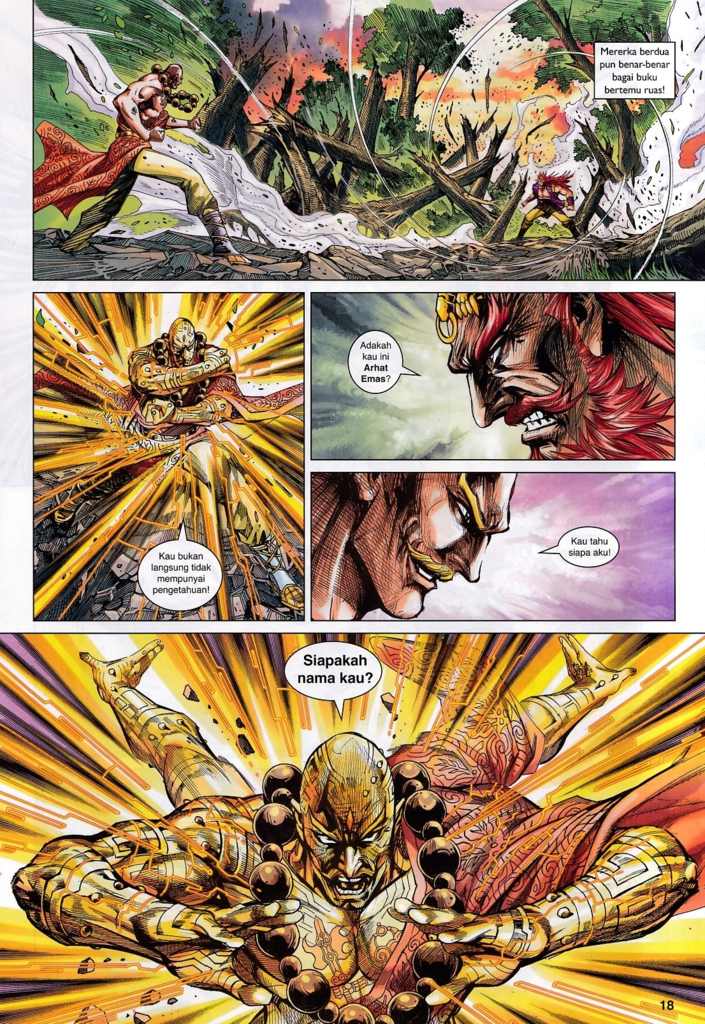 Mererka berdua
pun benar-benar
bagai buku
bertemu ruas!
Kau bukan
langsung tidak
mempunyai
pengetahuan!
Adakah
kau ini
Arhat
Emas?
Kau tahu
siapa aku!
Siapakah
nama kau?
18